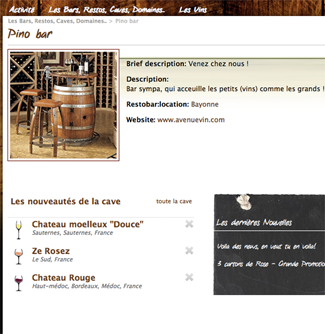 Activité Les Bars, Restos, Caves, Domaines.. Les Vins
Les Bars, Restos, Caves, Domaines.. > Pino bar
Pino bar
Brief description: Venez chez nous !
Description:
Bar sympa, qui acceuille les petits (vins) comme les grands !
Restobar:location: Bayonne
Website: www.avenuevin.com
Les nouveautés de la cave toute la cave
Chateau moelleux "Douce"
Sauternes, Sauternes, France
Ze Rosez
Le Sud, France
Chateau Rouge
Haut-médoc, Bordeaux, Médoc, France
Les dernières Nouvelles
Voila des news, en veut tu en voila!
3 cartons de Rose - Grande Promotio